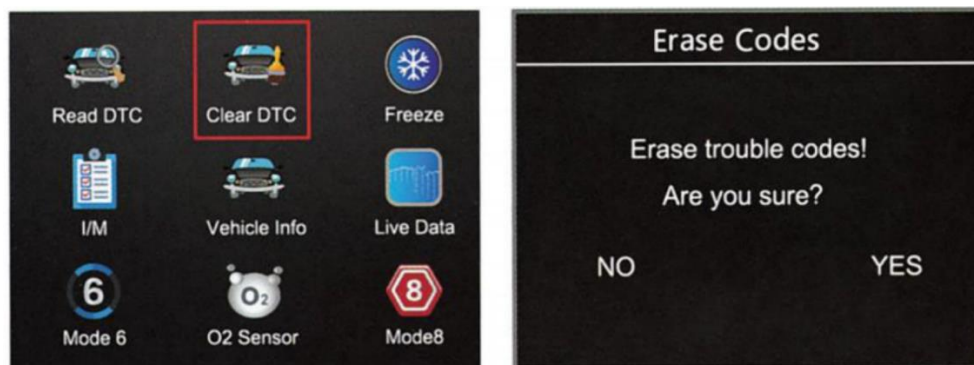 Read DTC
Clear DTC
Freeze
I/M
Vehicle Info
Live Data
6
Mode 6
O2
O2 Sensor
8
Mode8
Erase Codes
Erase trouble codes!
Are you sure?
NO
YES